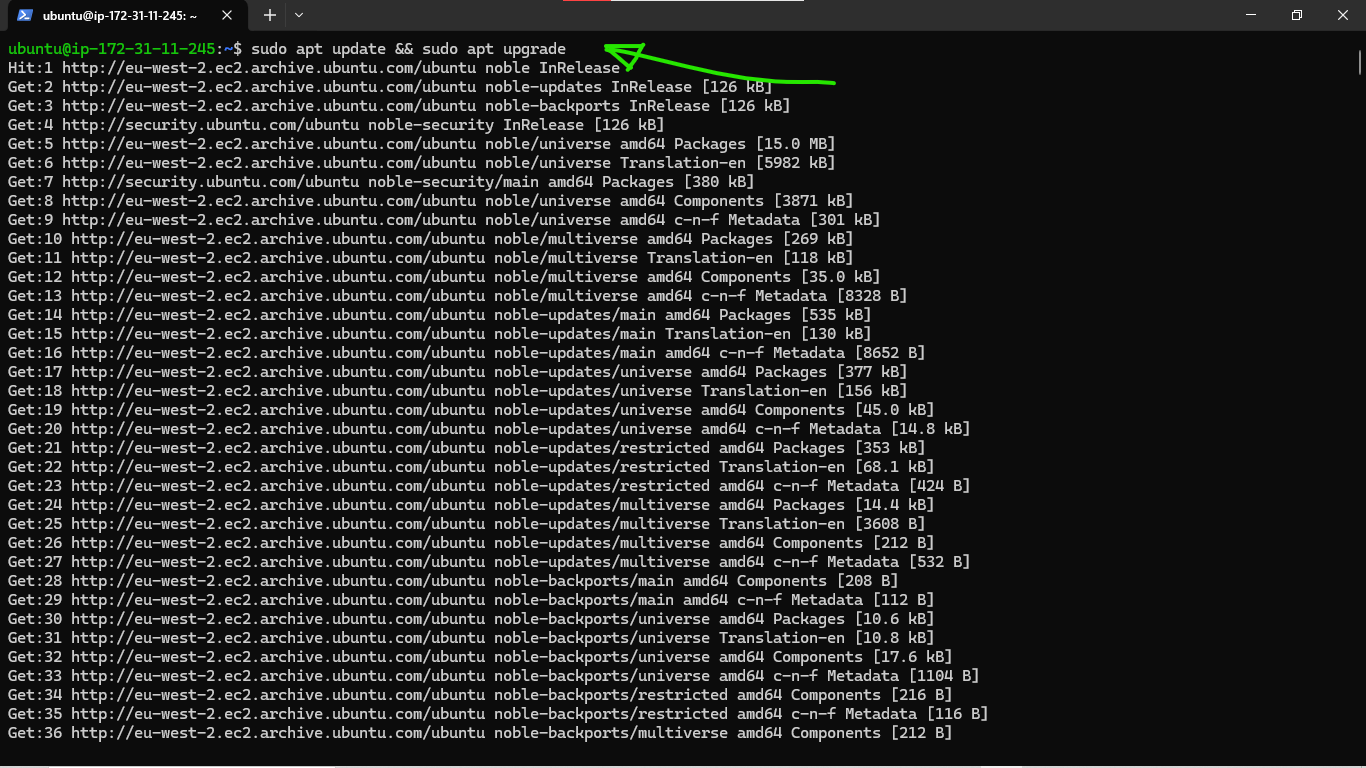 ubuntu@ip-172-31-11-245: ~
ubuntu@ip-172-31-11-245:~$ sudo apt update && sudo apt upgrade
Hit:1 http://eu-west-2.ec2.archive.ubuntu.com/ubuntu noble InRelease
Get:2 http://eu-west-2.ec2.archive.ubuntu.com/ubuntu noble-updates InRelease [126 kB]
Get:3 http://eu-west-2.ec2.archive.ubuntu.com/ubuntu noble-backports InRelease [126 kB]
Get:4 http://security.ubuntu.com/ubuntu noble-security InRelease [126 kB]
Get:5 http://eu-west-2.ec2.archive.ubuntu.com/ubuntu noble/universe amd64 Packages [15.0 MB]
Get:6 http://eu-west-2.ec2.archive.ubuntu.com/ubuntu noble/universe Translation-en [5982 kB]
Get:7 http://security.ubuntu.com/ubuntu noble-security/main amd64 Packages [380 kB]
Get:8 http://eu-west-2.ec2.archive.ubuntu.com/ubuntu noble/universe amd64 Components [3871 kB]
Get:9 http://eu-west-2.ec2.archive.ubuntu.com/ubuntu noble/universe amd64 c-n-f Metadata [301 kB]
Get:10 http://eu-west-2.ec2.archive.ubuntu.com/ubuntu noble/multiverse amd64 Packages [269 kB]
Get:11 http://eu-west-2.ec2.archive.ubuntu.com/ubuntu noble/multiverse Translation-en [118 kB]
Get:12 http://eu-west-2.ec2.archive.ubuntu.com/ubuntu noble/multiverse amd64 Components [35.0 kB]
Get:13 http://eu-west-2.ec2.archive.ubuntu.com/ubuntu noble/multiverse amd64 c-n-f Metadata [8328 B]
Get:14 http://eu-west-2.ec2.archive.ubuntu.com/ubuntu noble-updates/main amd64 Packages [535 kB]
Get:15 http://eu-west-2.ec2.archive.ubuntu.com/ubuntu noble-updates/main Translation-en [130 kB]
Get:16 http://eu-west-2.ec2.archive.ubuntu.com/ubuntu noble-updates/main amd64 c-n-f Metadata [8652 B]
Get:17 http://eu-west-2.ec2.archive.ubuntu.com/ubuntu noble-updates/universe amd64 Packages [377 kB]
Get:18 http://eu-west-2.ec2.archive.ubuntu.com/ubuntu noble-updates/universe Translation-en [156 kB]
Get:19 http://eu-west-2.ec2.archive.ubuntu.com/ubuntu noble-updates/universe amd64 Components [45.0 kB]
Get:20 http://eu-west-2.ec2.archive.ubuntu.com/ubuntu noble-updates/universe amd64 c-n-f Metadata [14.8 kB]
Get:21 http://eu-west-2.ec2.archive.ubuntu.com/ubuntu noble-updates/restricted amd64 Packages [353 kB]
Get:22 http://eu-west-2.ec2.archive.ubuntu.com/ubuntu noble-updates/restricted Translation-en [68.1 kB]
Get:23 http://eu-west-2.ec2.archive.ubuntu.com/ubuntu noble-updates/restricted amd64 c-n-f Metadata [424 B]
Get:24 http://eu-west-2.ec2.archive.ubuntu.com/ubuntu noble-updates/multiverse amd64 Packages [14.4 kB]
Get:25 http://eu-west-2.ec2.archive.ubuntu.com/ubuntu noble-updates/multiverse Translation-en [3608 B]
Get:26 http://eu-west-2.ec2.archive.ubuntu.com/ubuntu noble-updates/multiverse amd64 Components [212 B]
Get:27 http://eu-west-2.ec2.archive.ubuntu.com/ubuntu noble-updates/multiverse amd64 c-n-f Metadata [532 B]
Get:28 http://eu-west-2.ec2.archive.ubuntu.com/ubuntu noble-backports/main amd64 Components [208 B]
Get:29 http://eu-west-2.ec2.archive.ubuntu.com/ubuntu noble-backports/main amd64 c-n-f Metadata [112 B]
Get:30 http://eu-west-2.ec2.archive.ubuntu.com/ubuntu noble-backports/universe amd64 Packages [10.6 kB]
Get:31 http://eu-west-2.ec2.archive.ubuntu.com/ubuntu noble-backports/universe Translation-en [10.8 kB]
Get:32 http://eu-west-2.ec2.archive.ubuntu.com/ubuntu noble-backports/universe amd64 Components [17.6 kB]
Get:33 http://eu-west-2.ec2.archive.ubuntu.com/ubuntu noble-backports/universe amd64 c-n-f Metadata [1104 B]
Get:34 http://eu-west-2.ec2.archive.ubuntu.com/ubuntu noble-backports/restricted amd64 Components [216 B]
Get:35 http://eu-west-2.ec2.archive.ubuntu.com/ubuntu noble-backports/restricted amd64 c-n-f Metadata [116 B]
Get:36 http://eu-west-2.ec2.archive.ubuntu.com/ubuntu noble-backports/multiverse amd64 Components [212 B]